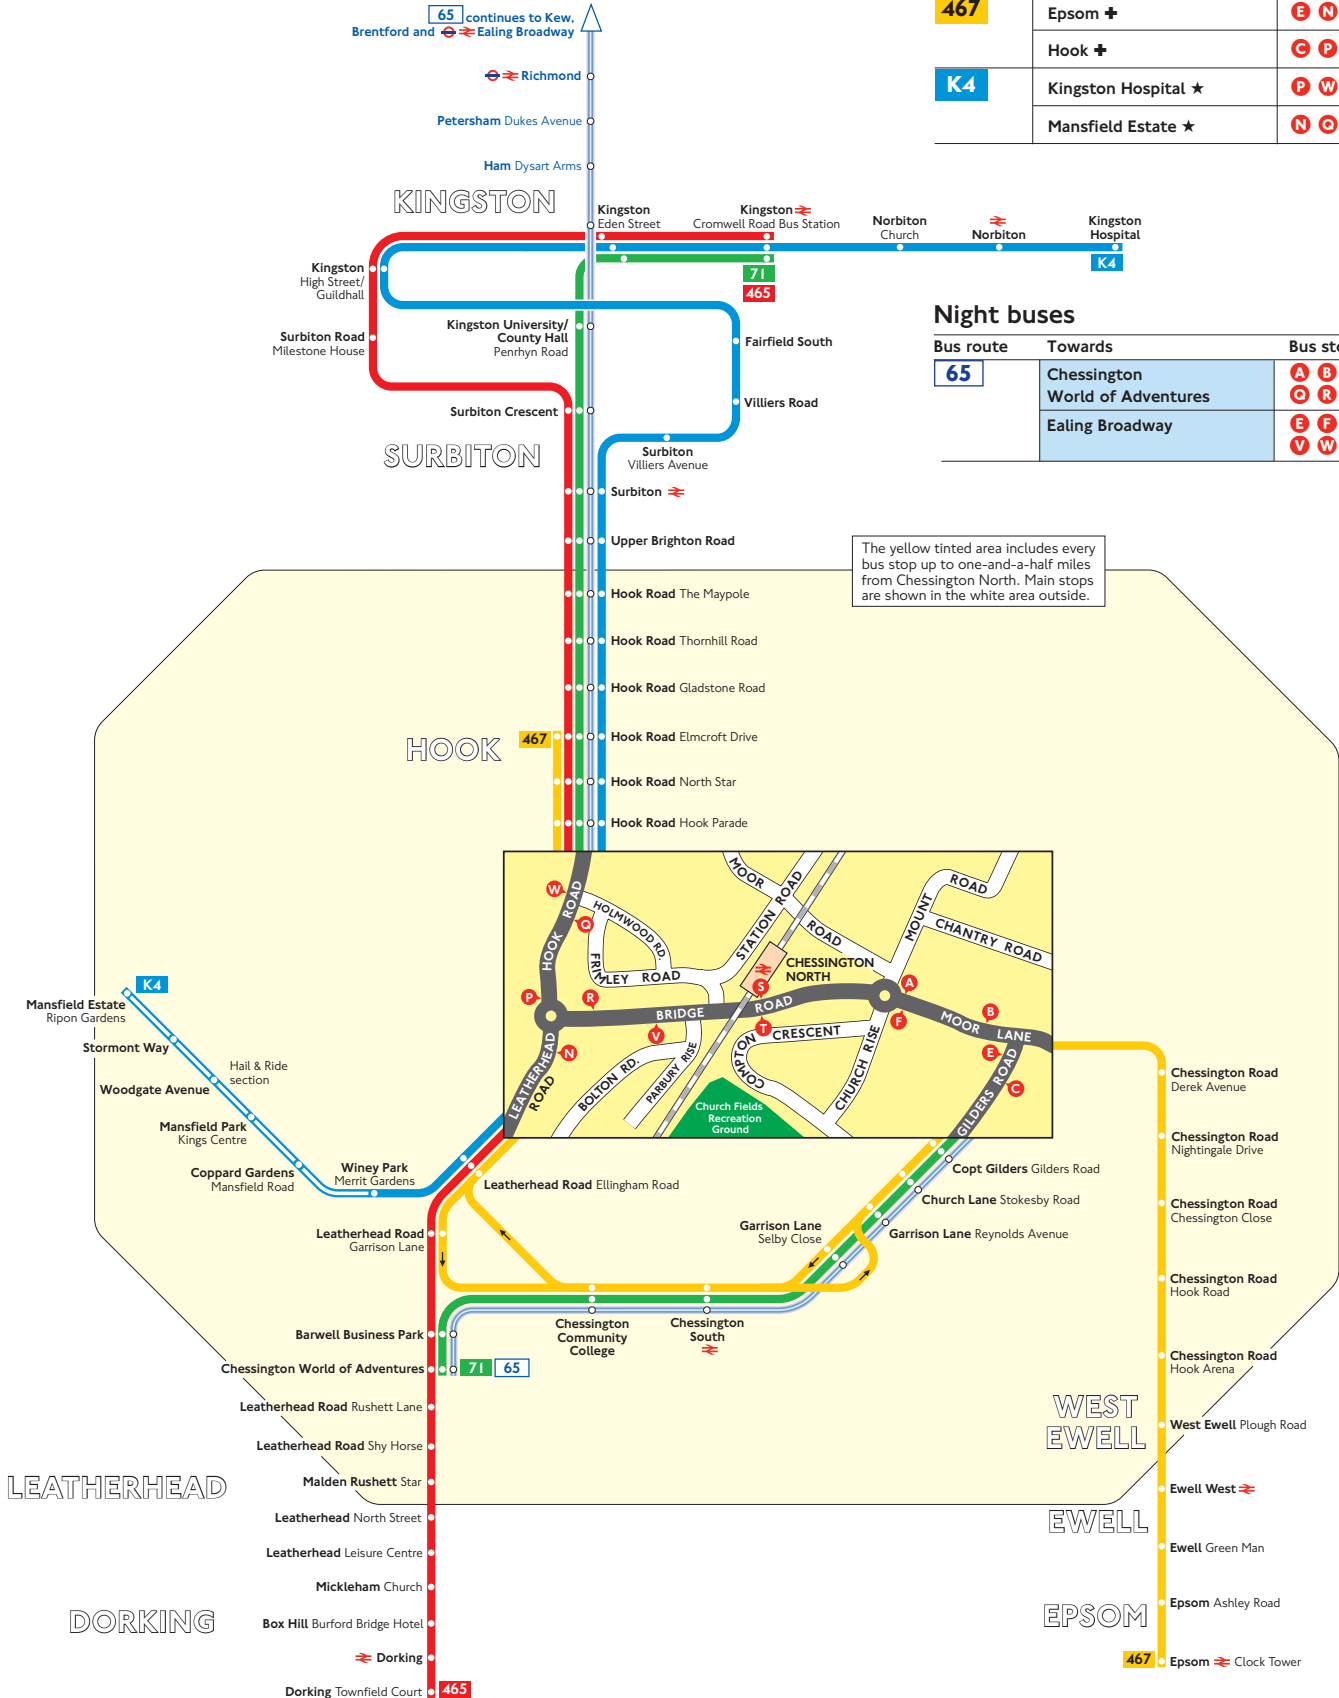 65 continues to Kew,
Brentford and Ealing Broadway
Richmond
Petersham Dukes Avenue
Ham Dysart Arms
KINGSTON
Kingston
Eden Street
Kingston
Cromwell Road Bus Station
Norbiton
Church
Norbiton
Kingston
Hospital
K4
71
465
Kingston
High Street/
Guildhall
Surbiton Road
Milestone House
Kingston University/
County Hall
Penrhyn Road
Fairfield South
Villiers Road
Surbiton Crescent
SURBITON
Surbiton
Villiers Avenue
Surbiton
Upper Brighton Road
467
Epsom
E N
Hook
C P
K4
Kingston Hospital ★
P W
Mansfield Estate ★
N Q
Night buses
Bus route Towards
65
Chessington
World of Adventures
A B
Q R
Ealing Broadway
E F
V W
The yellow tinted area includes every
bus stop up to one-and-a-half miles
from Chessington North. Main stops
are shown in the white area outside.
Hook Road The Maypole
Hook Road Thornhill Road
Hook Road Gladstone Road
HOOK
467
Hook Road Elmcroft Drive
Hook Road North Star
Hook Road Hook Parade
HOOK ROAD
HOLMWOOD RD.
FRIMLEY ROAD
STATION ROAD
MOOR ROAD
MOUNT ROAD
CHANTRY ROAD
CHESSINGTON
NORTH
BRIDGE ROAD
MOOR LANE
LEATHERHEAD
ROAD
BOLTON RD.
PARBURY RISE
COMPTON CRESCENT
CHURCH RISE
GILDERS ROAD
Church Fields
Recreation
Ground
W
Q
P
R
S
A
B
V
T
F
E
N
C
K4
Mansfield Estate
Ripon Gardens
Stormont Way
Hail & Ride
section
Woodgate Avenue
Mansfield Park
Kings Centre
Coppard Gardens
Mansfield Road
Winey Park
Merrit Gardens
Leatherhead Road Ellingham Road
Leatherhead Road
Garrison Lane
Copt Gilders Gilders Road
Church Lane Stokesby Road
Garrison Lane
Selby Close
Garrison Lane Reynolds Avenue
Chessington
Community
College
Chessington
South
Barwell Business Park
Chessington World of Adventures
71 65
Leatherhead Road Rushett Lane
Leatherhead Road Shy Horse
LEATHERHEAD
Malden Rushett Star
Leatherhead North Street
Leatherhead Leisure Centre
Mickleham Church
DORKING
Box Hill Burford Bridge Hotel
Dorking
Dorking Townfield Court
465
Chessington Road
Derek Avenue
Chessington Road
Nightingale Drive
Chessington Road
Chessington Close
Chessington Road
Hook Road
Chessington Road
Hook Arena
WEST
EWELL
West Ewell Plough Road
Ewell West
EWELL
Ewell Green Man
EPSOM
Epsom Ashley Road
467
Epsom Clock Tower